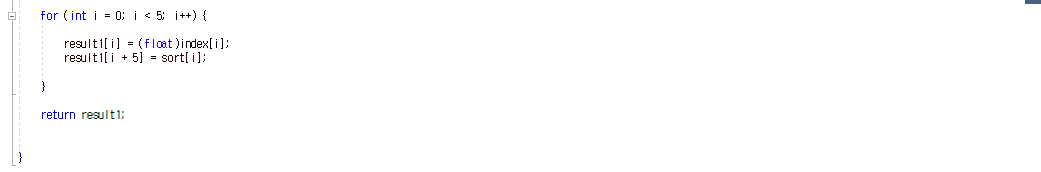 for (int i = 0; i < 5; i++) {
result1[i] = (float)index[i];
result1[i + 5] = sort[i];
}
return result1;
}